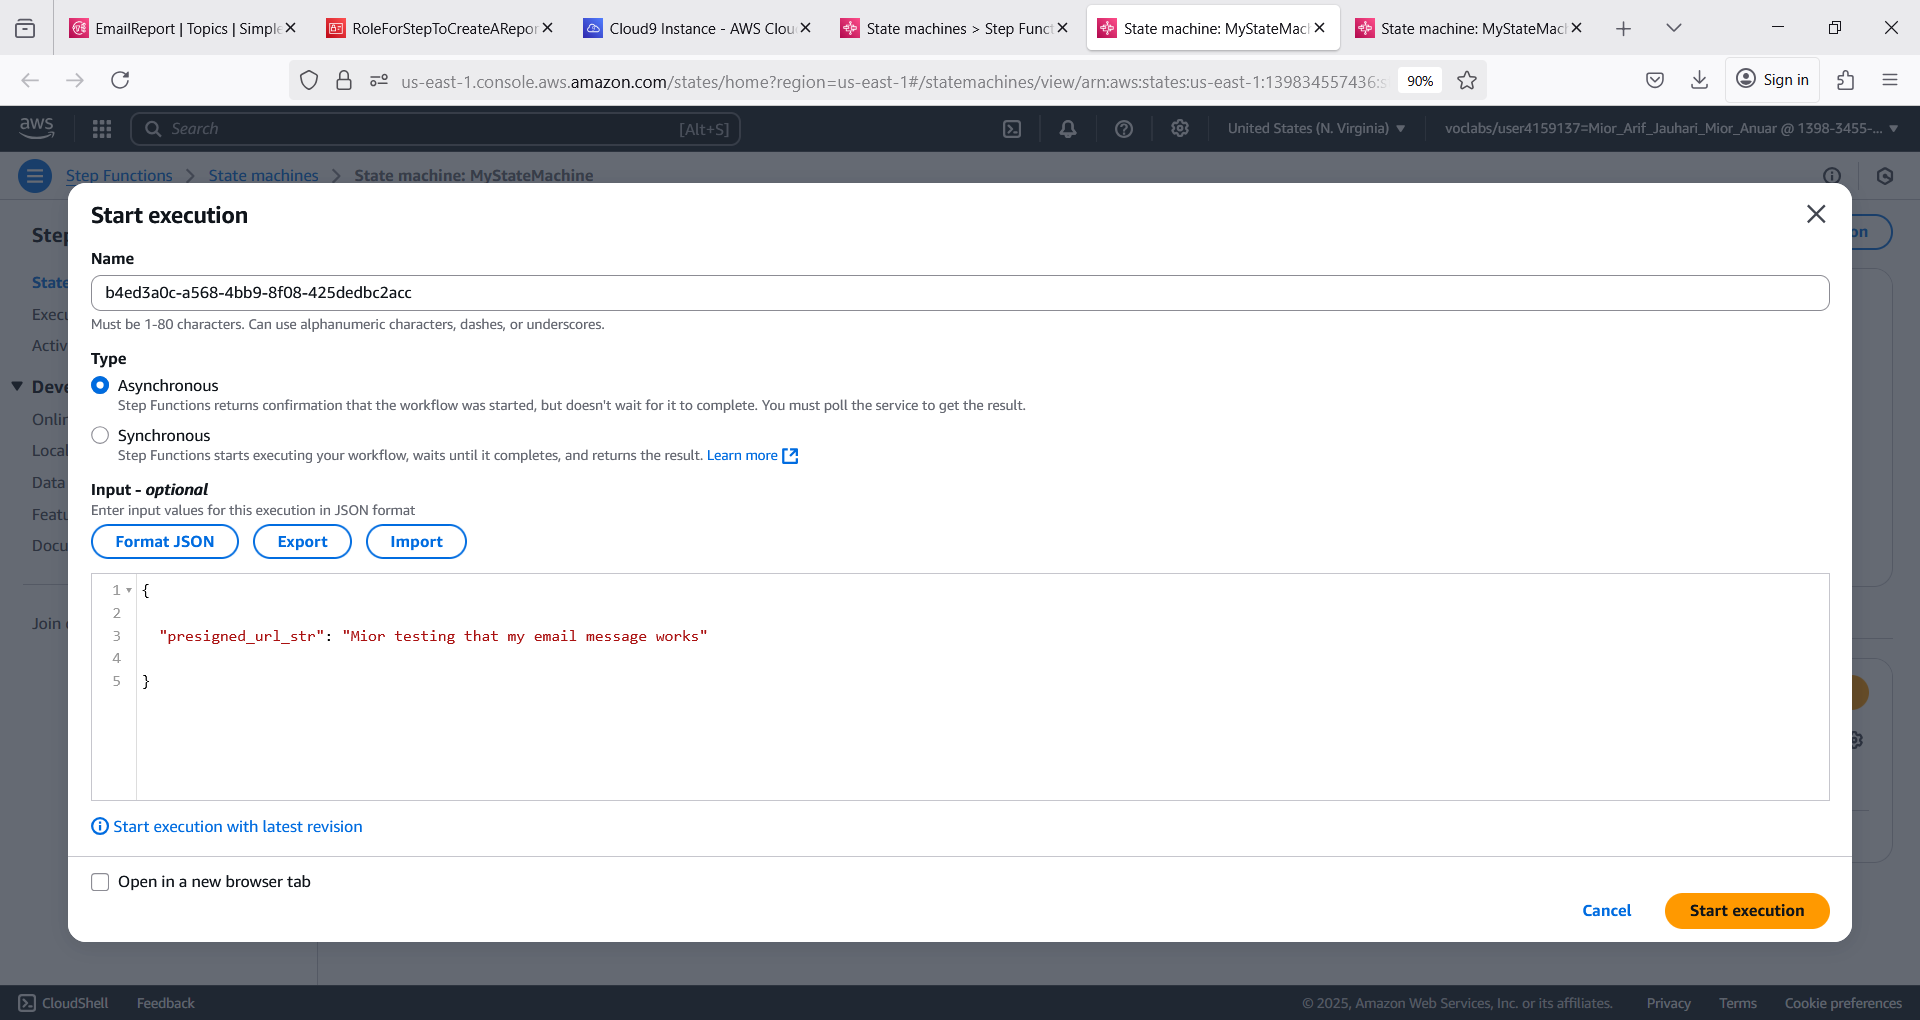 EmailReport | Topics | Simple
RoleForStepToCreateARepor
Cloud9 Instance - AWS Clou
State machines > Step Funct
State machine: MyStateMac
State machine: MyStateMac
us-east-1.console.aws.amazon.com/states/home?region=us-east-1#/statemachines/view/arn:aws:states:us-east-1:139834557436:s
90%
Sign in
aws
Search
[Alt+S]
United States (N. Virginia)
voclabs/user4159137=Mior_Arif_Jauhari_Mior_Anuar @ 1398-3455-...
Step Functions
State machines
State machine: MyStateMachine
Step
State
Execu
Activ
Deve
Onlin
Local
Data
Featu
Docu
Join
on
Start execution
Name
b4ed3a0c-a568-4bb9-8f08-425dedbc2acc
Must be 1-80 characters. Can use alphanumeric characters, dashes, or underscores.
Type
Asynchronous
Step Functions returns confirmation that the workflow was started, but doesn't wait for it to complete. You must poll the service to get the result.
Synchronous
Step Functions starts executing your workflow, waits until it completes, and returns the result. Learn more
Input - optional
Enter input values for this execution in JSON format
Format JSON
Export
Import
1 {
2
3 "presigned_url_str": "Mior testing that my email message works"
4
5 }
Start execution with latest revision
Open in a new browser tab
Cancel
Start execution
CloudShell
Feedback
© 2025, Amazon Web Services, Inc. or its affiliates.
Privacy
Terms
Cookie preferences